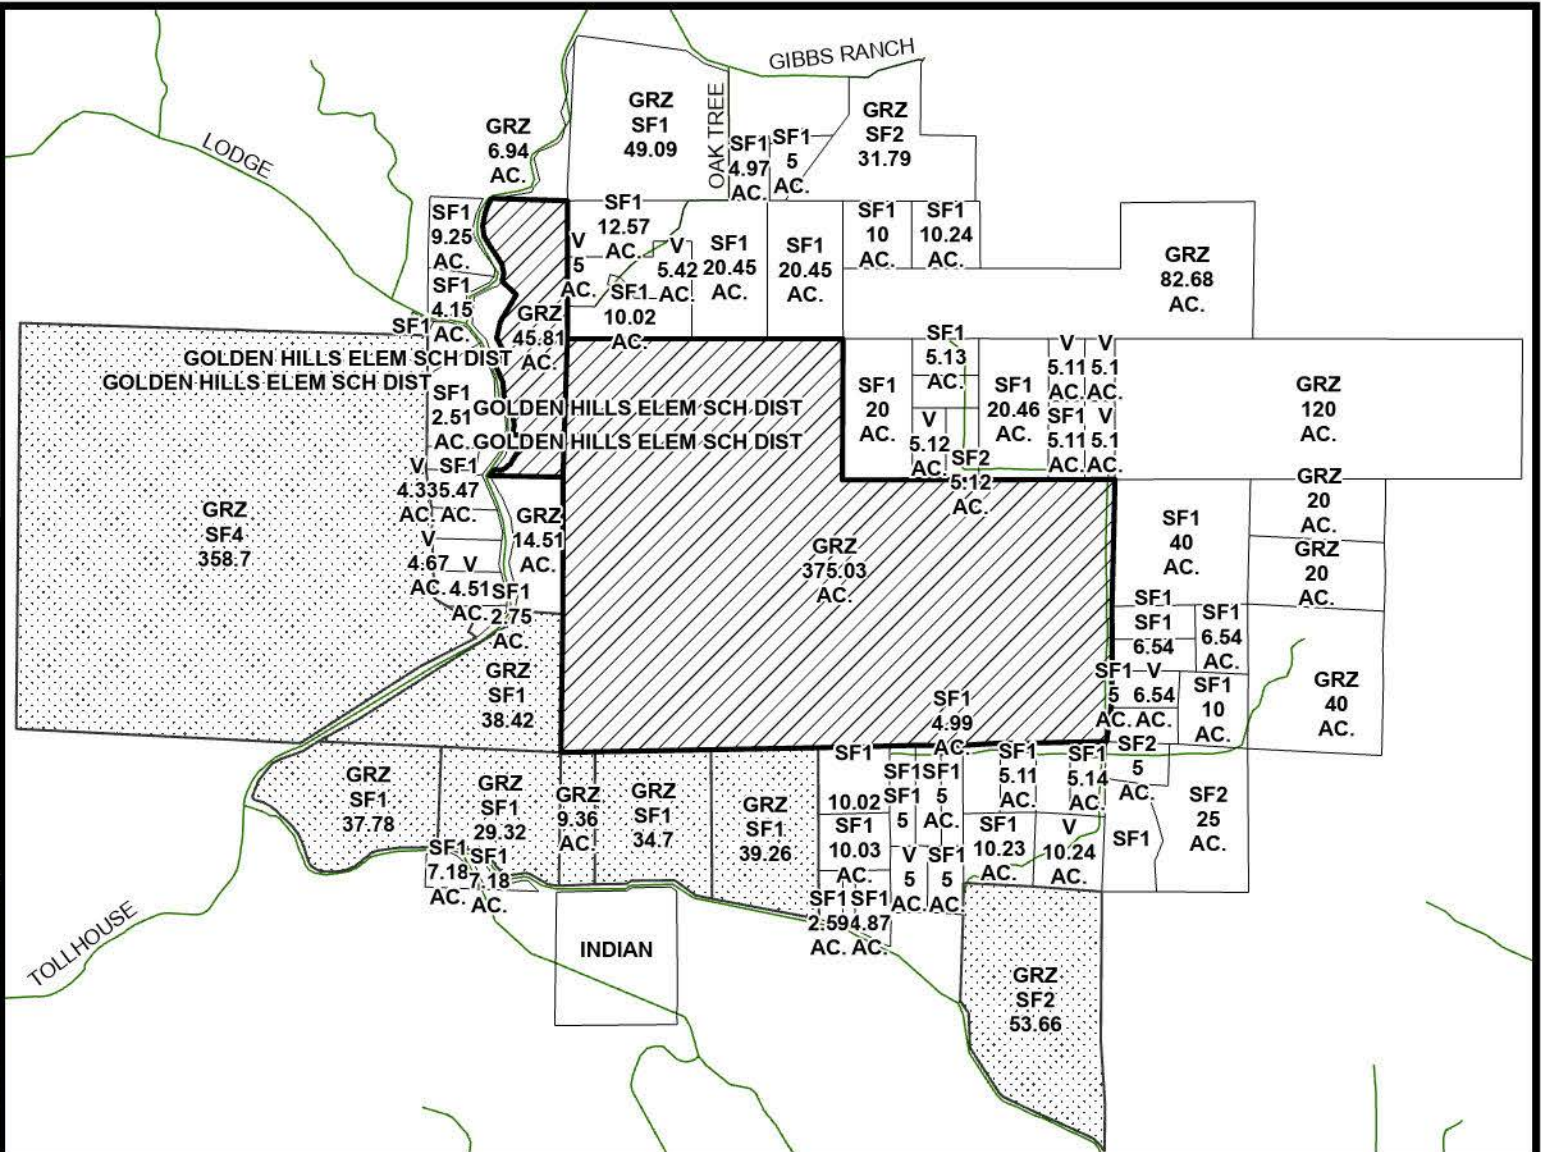 GIBBS RANCH
GRZ
SF1
49.09
OAK TREE
GRZ
SF2
31.79
GRZ
6.94
AC.
LODGE
SF1
4.97
AC.
SF1
5
AC.
SF1
9.25
AC.
SF1
12.57
AC.
V
5
AC.
V
5.42
AC.
SF1
20.45
AC.
SF1
20.45
AC.
SF1
10
AC.
SF1
10.24
AC.
GRZ
82.68
AC.
SF1
4.15
AC.
SF1
GRZ
45.81
AC.
SF1
10.02
AC.
GOLDEN HILLS ELEM SCH DIST
GOLDEN HILLS ELEM SCH DIST
SF1
2.51
AC.
GOLDEN HILLS ELEM SCH DIST
GOLDEN HILLS ELEM SCH DIST
SF1
20
AC.
SF1
5.13
AC.
V
5.12
AC.
SF2
5.12
AC.
SF1
20.46
AC.
V
5.11
AC.
V
5.1
AC.
SF1
5.11
AC.
V
5.1
AC.
GRZ
120
AC.
V
4.33
AC.
SF1
5.47
AC.
GRZ
SF4
358.7
GRZ
14.51
AC.
V
4.67
AC.
V
4.51
AC.
SF1
2.75
AC.
GRZ
375.03
AC.
SF1
40
AC.
GRZ
20
AC.
GRZ
20
AC.
SF1
SF1
6.54
SF1
6.54
AC.
SF1
5
AC.
V
6.54
AC.
SF1
10
AC.
GRZ
40
AC.
GRZ
SF1
38.42
SF1
4.99
AC.
GRZ
SF1
37.78
GRZ
SF1
29.32
GRZ
9.36
AC.
GRZ
SF1
34.7
GRZ
SF1
39.26
SF1
10.02
SF1
10.03
AC.
SF1
SF1
5
SF1
5
AC.
SF1
5.11
AC.
SF1
5.14
AC.
SF2
5
AC.
SF2
25
AC.
SF1
V
5
AC.
SF1
5
AC.
SF1
10.23
AC.
V
10.24
AC.
SF1
7.18
AC.
SF1
7.18
AC.
SF1
2.59
AC.
SF1
4.87
AC.
TOLLHOUSE
INDIAN
GRZ
SF2
53.66